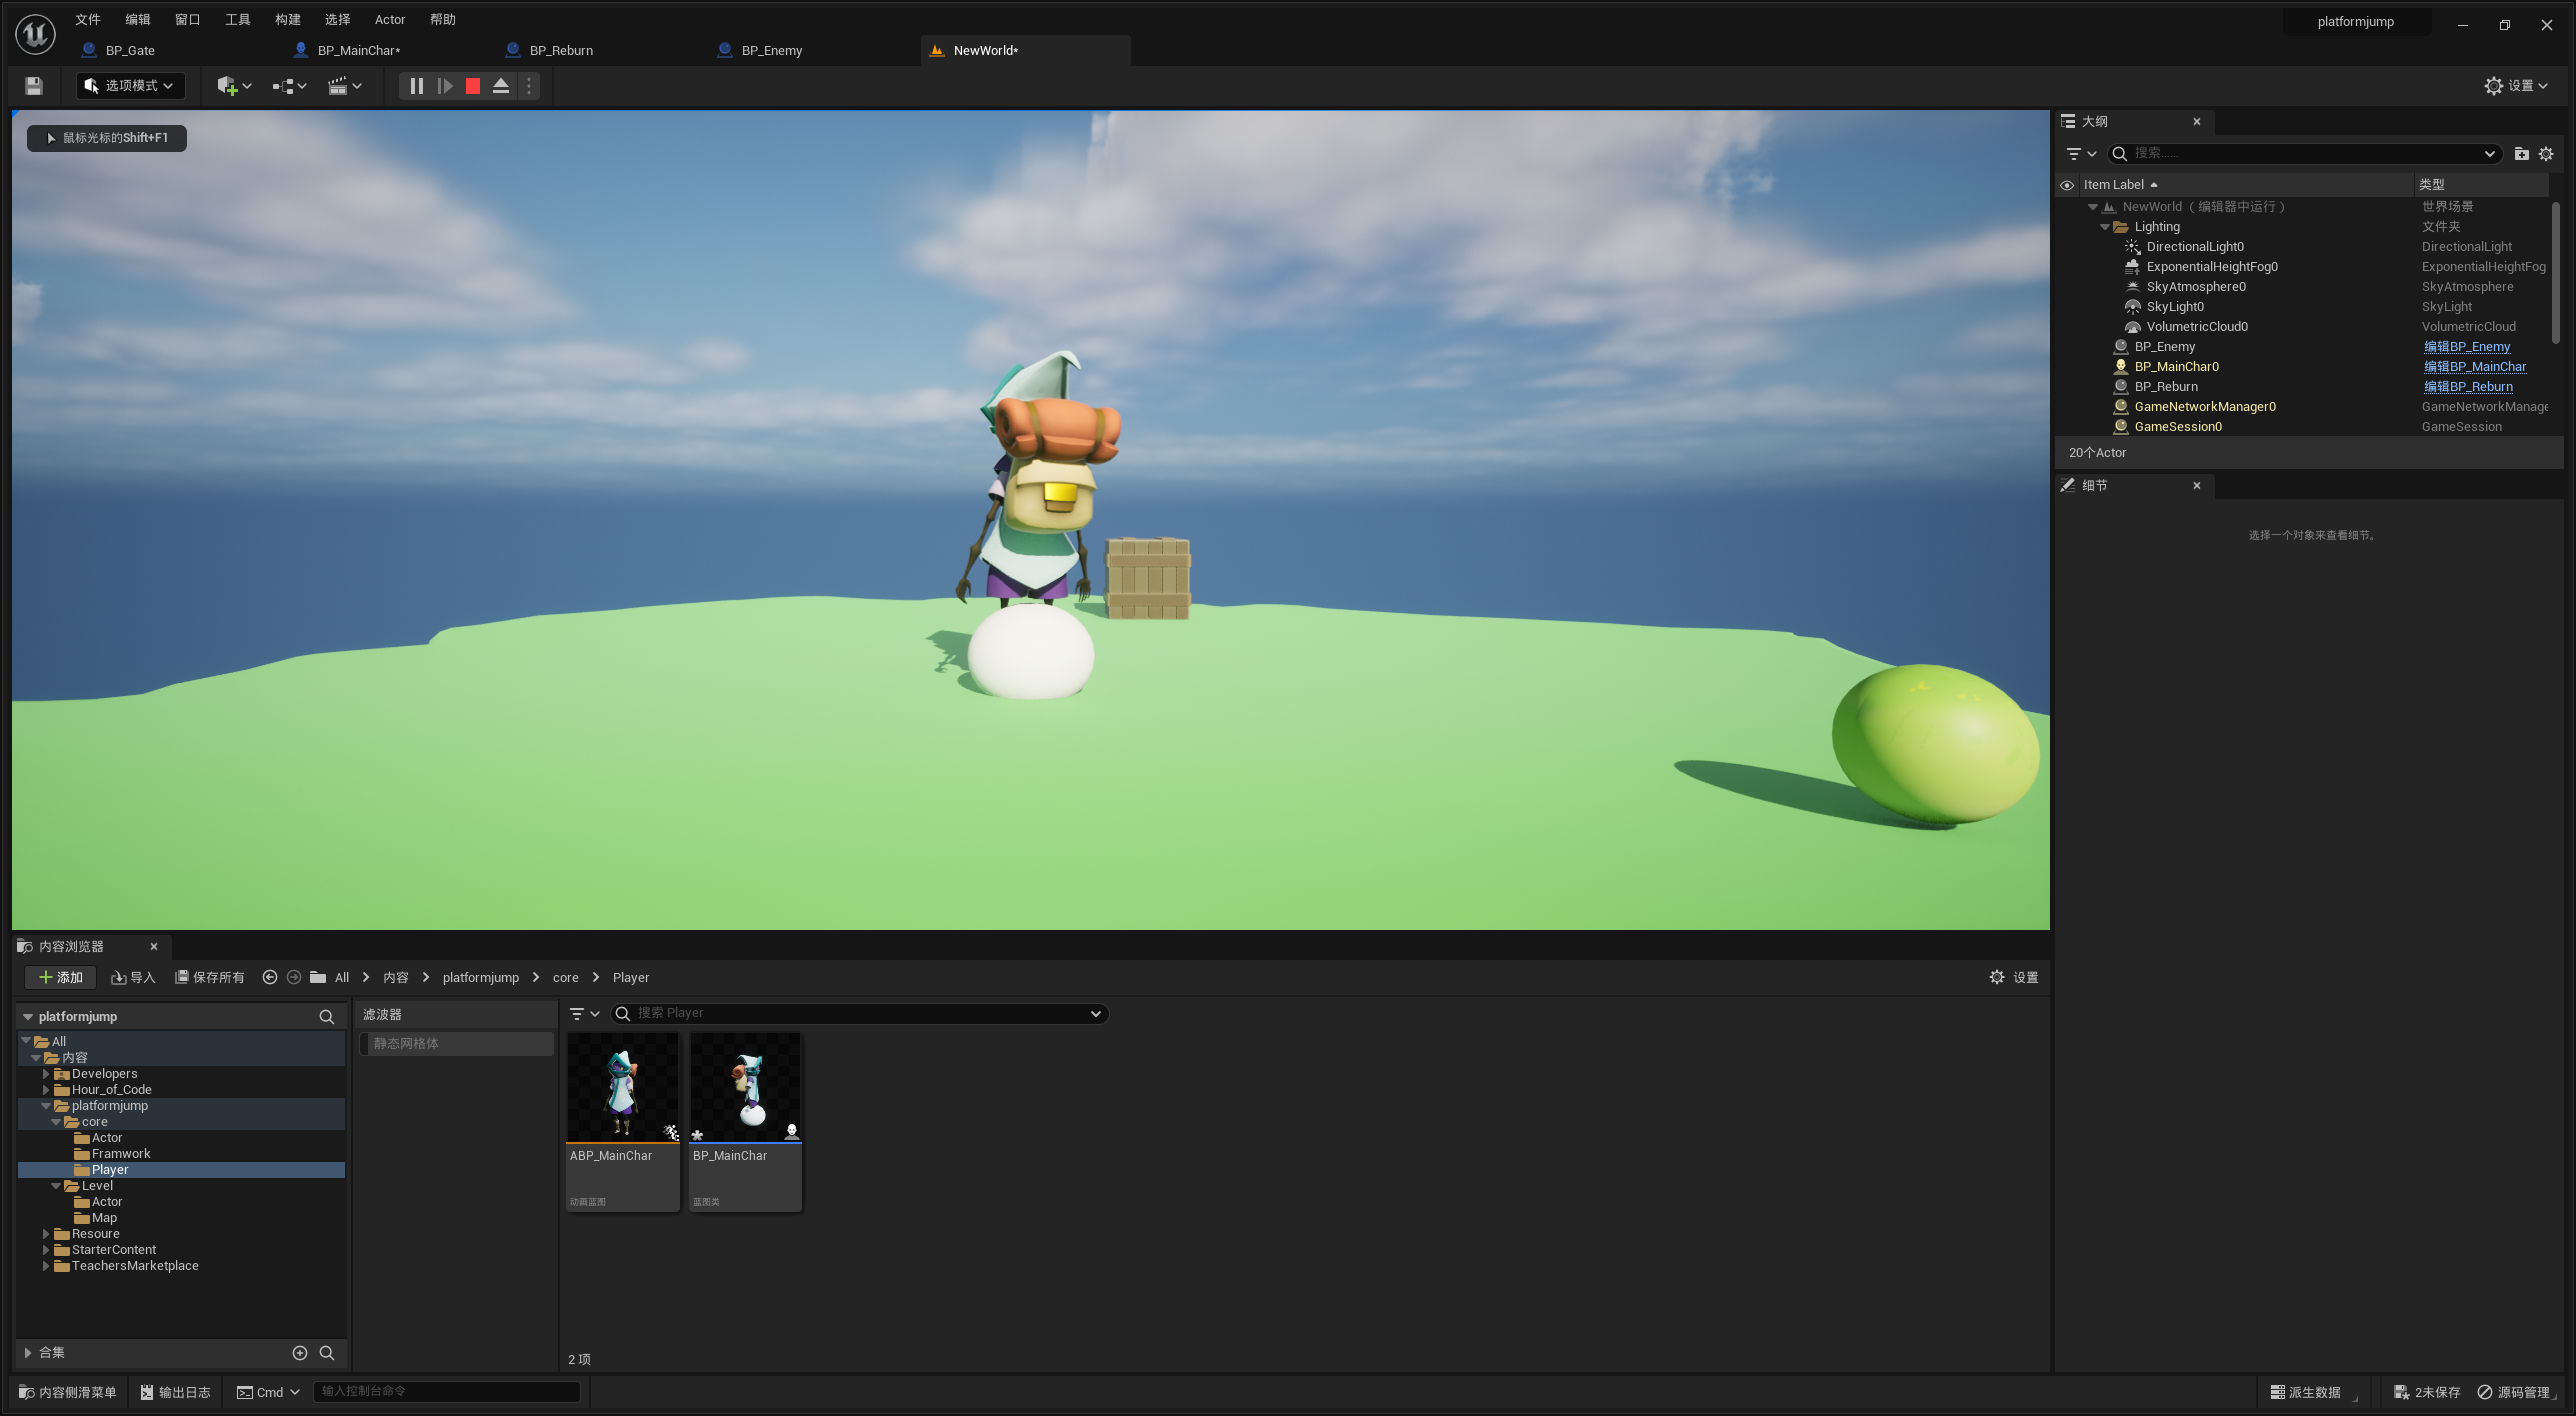 文件 编辑 窗口 工具 构建 选择 Actor 帮助
platformjump
BP_Gate BP_MainChar* BP_Reburn BP_Enemy NewWorld*
选项模式
设置
鼠标光标的Shift+F1
大纲
搜索......
Item Label 类型
NewWorld（编辑器中运行） 世界场景
Lighting 文件夹
DirectionalLight0 DirectionalLight
ExponentialHeightFog0 ExponentialHeightFog
SkyAtmosphere0 SkyAtmosphere
SkyLight0 SkyLight
VolumetricCloud0 VolumetricCloud
BP_Enemy 编辑BP_Enemy
BP_MainChar0 编辑BP_MainChar
BP_Reburn 编辑BP_Reburn
GameNetworkManager0 GameNetworkManage
GameSession0 GameSession
20个Actor
细节
选择一个对象来查看细节。
内容浏览器
添加 导入 保存所有 All 内容 platformjump core Player
设置
platformjump
All
内容
Developers
Hour_of_Code
platformjump
core
Actor
Framwork
Player
Level
Actor
Map
Resoure
StarterContent
TeachersMarketplace
合集
滤波器
静态网格体
搜索 Player
ABP_MainChar
动画蓝图
BP_MainChar
蓝图类
2 项
内容侧滑菜单 输出日志 Cmd 输入控制台命令
派生数据 2未保存 源码管理